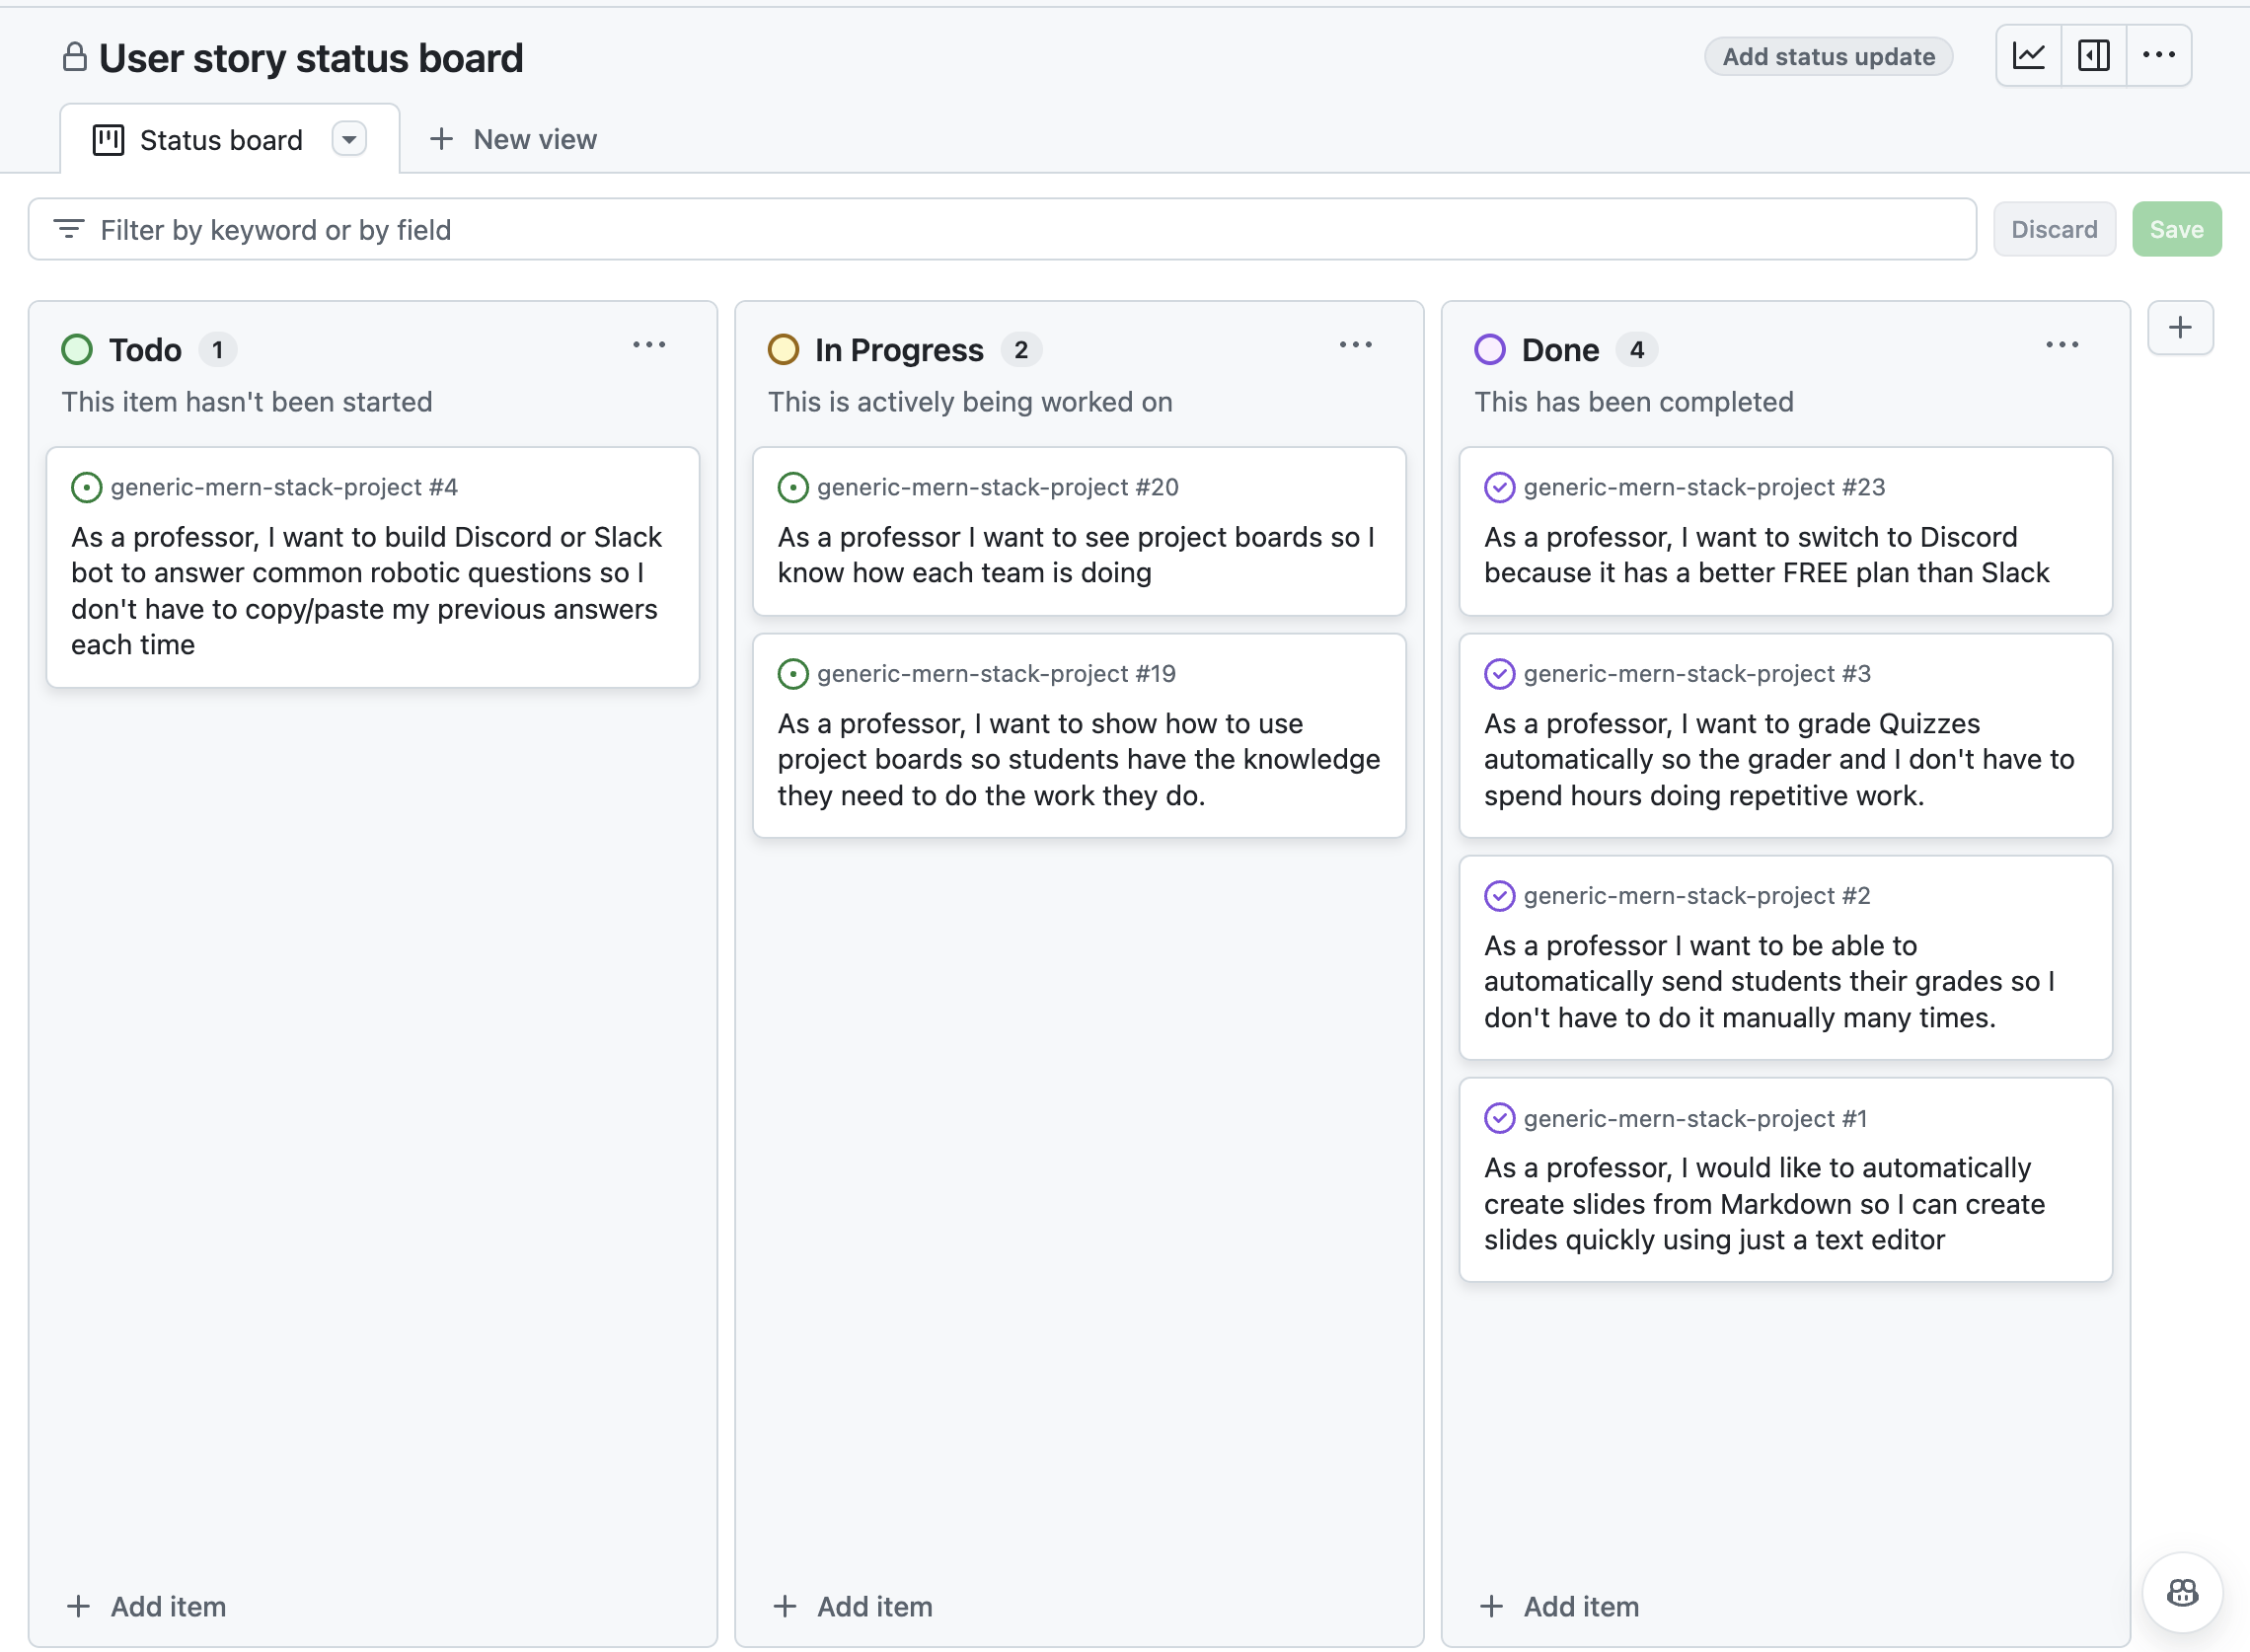 User story status board
Add status update
Status board
New view
Filter by keyword or by field
Discard
Save
Todo 1
This item hasn't been started
generic-mern-stack-project #4
As a professor, I want to build Discord or Slack
bot to answer common robotic questions so I
don't have to copy/paste my previous answers
each time
Add item
In Progress 2
This is actively being worked on
generic-mern-stack-project #20
As a professor I want to see project boards so I
know how each team is doing
generic-mern-stack-project #19
As a professor, I want to show how to use
project boards so students have the knowledge
they need to do the work they do.
Add item
Done 4
This has been completed
generic-mern-stack-project #23
As a professor, I want to switch to Discord
because it has a better FREE plan than Slack
generic-mern-stack-project #3
As a professor, I want to grade Quizzes
automatically so the grader and I don't have to
spend hours doing repetitive work.
generic-mern-stack-project #2
As a professor I want to be able to
automatically send students their grades so I
don't have to do it manually many times.
generic-mern-stack-project #1
As a professor, I would like to automatically
create slides from Markdown so I can create
slides quickly using just a text editor
Add item